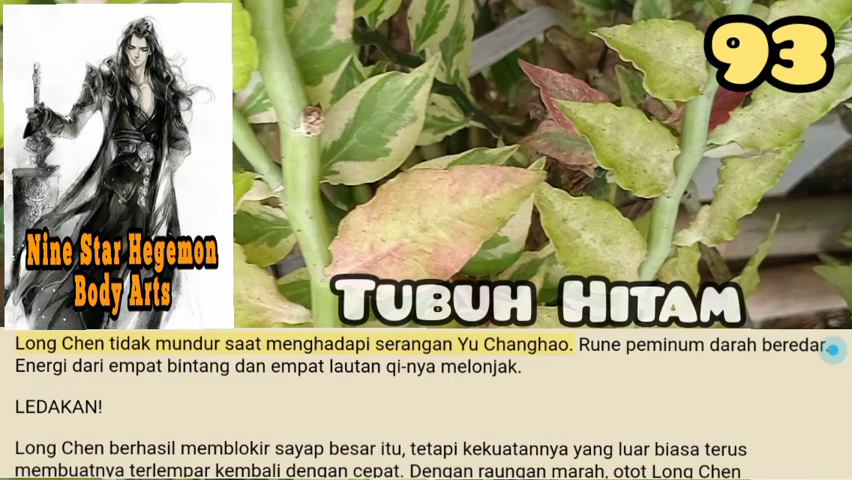 93
Nine Star Hegemon
Body Arts
TUBUH HITAM
Long Chen tidak mundur saat menghadapi serangan Yu Changhao. Rune peminum darah beredar.
Energi dari empat bintang dan empat lautan qi-nya melonjak.
LEDAKAN!
Long Chen berhasil memblokir sayap besar itu, tetapi kekuatannya yang luar biasa terus
membuatnya terlempar kembali dengan cepat. Dengan raungan marah, otot Long Chen